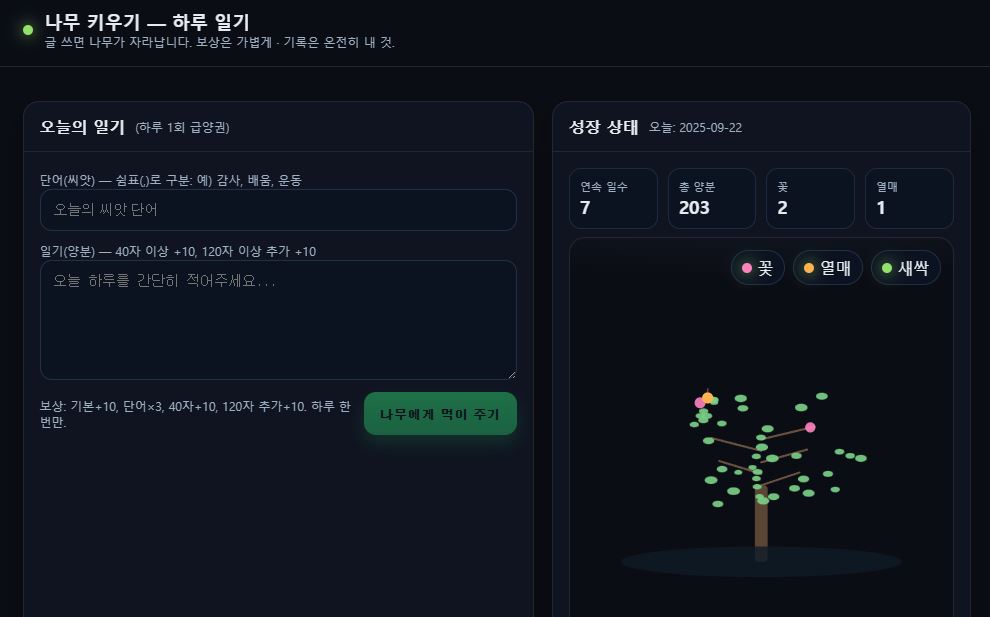 나무 키우기 — 하루 일기
글 쓰면 나무가 자라납니다. 보상은 가볍게 · 기록은 온전히 내 것.
오늘의 일기 (하루 1회 급양권)
단어(씨앗) — 쉼표(,)로 구분: 예) 감사, 배움, 운동
오늘의 씨앗 단어
일기(양분) — 40자 이상 +10, 120자 이상 추가 +10
오늘 하루를 간단히 적어주세요...
보상: 기본+10, 단어×3, 40자+10, 120자 추가+10. 하루 한
번만.
나무에게 먹이 주기
성장 상태 오늘: 2025-09-22
연속 일수
7
총 양분
203
꽃
2
열매
1
꽃
열매
새싹